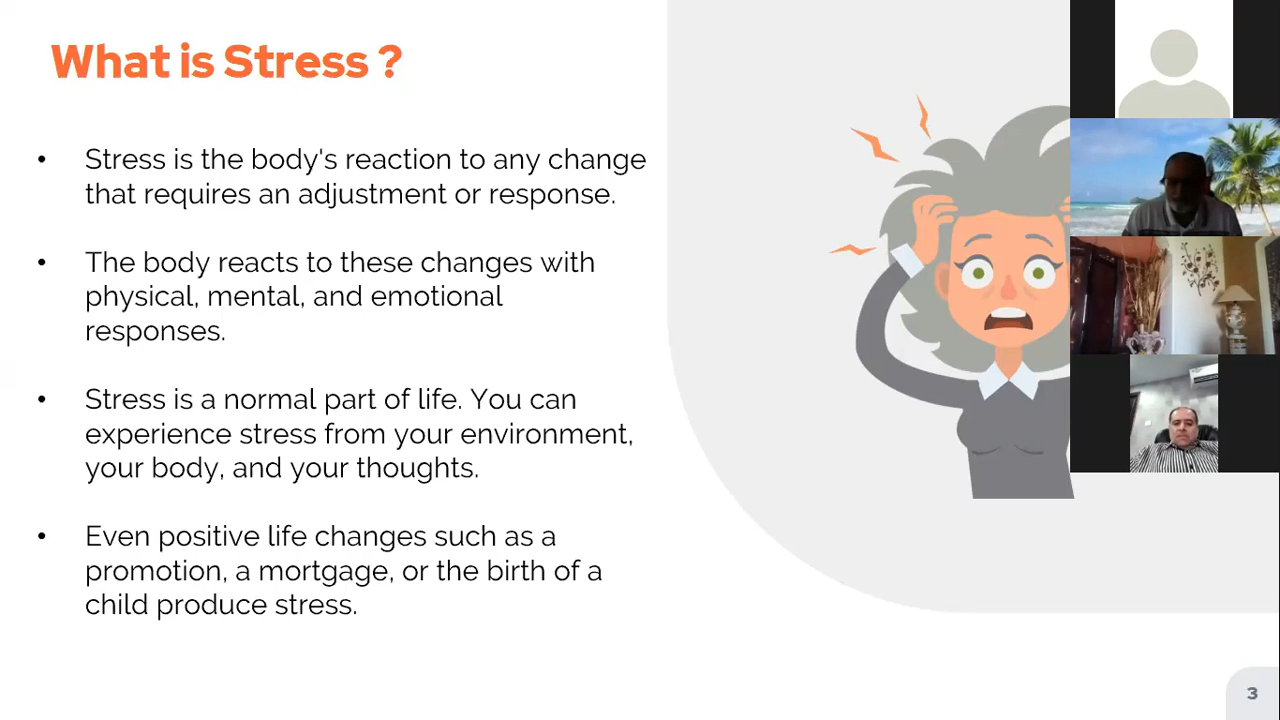 What is Stress ?
• Stress is the body's reaction to any change
that requires an adjustment or response.
• The body reacts to these changes with
physical, mental, and emotional
responses.
• Stress is a normal part of life. You can
experience stress from your environment,
your body, and your thoughts.
• Even positive life changes such as a
promotion, a mortgage, or the birth of a
child produce stress.
3